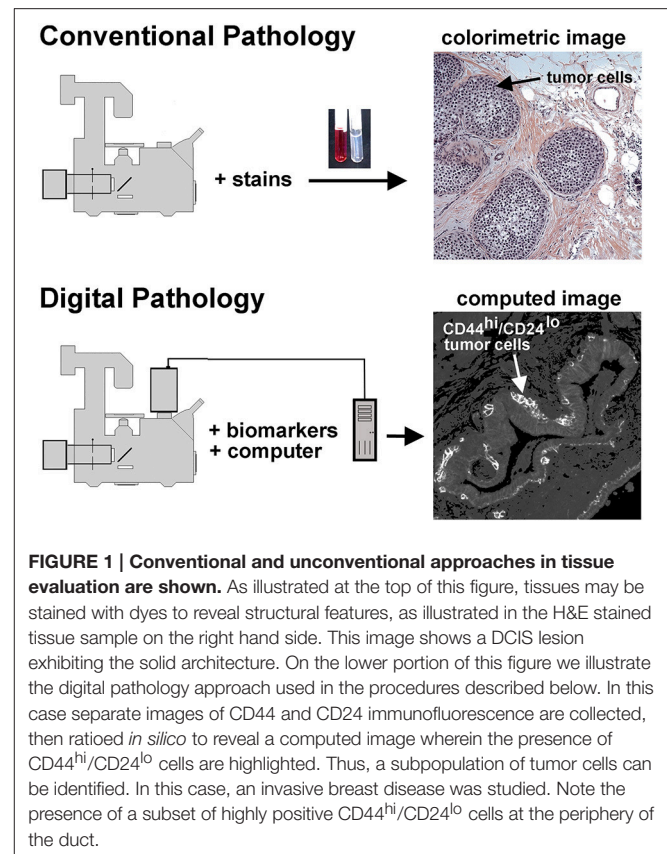 Conventional Pathology
colorimetric image
tumor cells
+ stains
Digital Pathology
computed image
CD44hi/CD24lo
tumor cells
+ biomarkers
+ computer
FIGURE 1 | Conventional and unconventional approaches in tissue
evaluation are shown. As illustrated at the top of this figure, tissues may be
stained with dyes to reveal structural features, as illustrated in the H&E stained
tissue sample on the right hand side. This image shows a DCIS lesion
exhibiting the solid architecture. On the lower portion of this figure we illustrate
the digital pathology approach used in the procedures described below. In this
case separate images of CD44 and CD24 immunofluorescence are collected,
then ratioed in silico to reveal a computed image wherein the presence of
CD44hi/CD24lo cells are highlighted. Thus, a subpopulation of tumor cells can
be identified. In this case, an invasive breast disease was studied. Note the
presence of a subset of highly positive CD44hi/CD24lo cells at the periphery of
the duct.